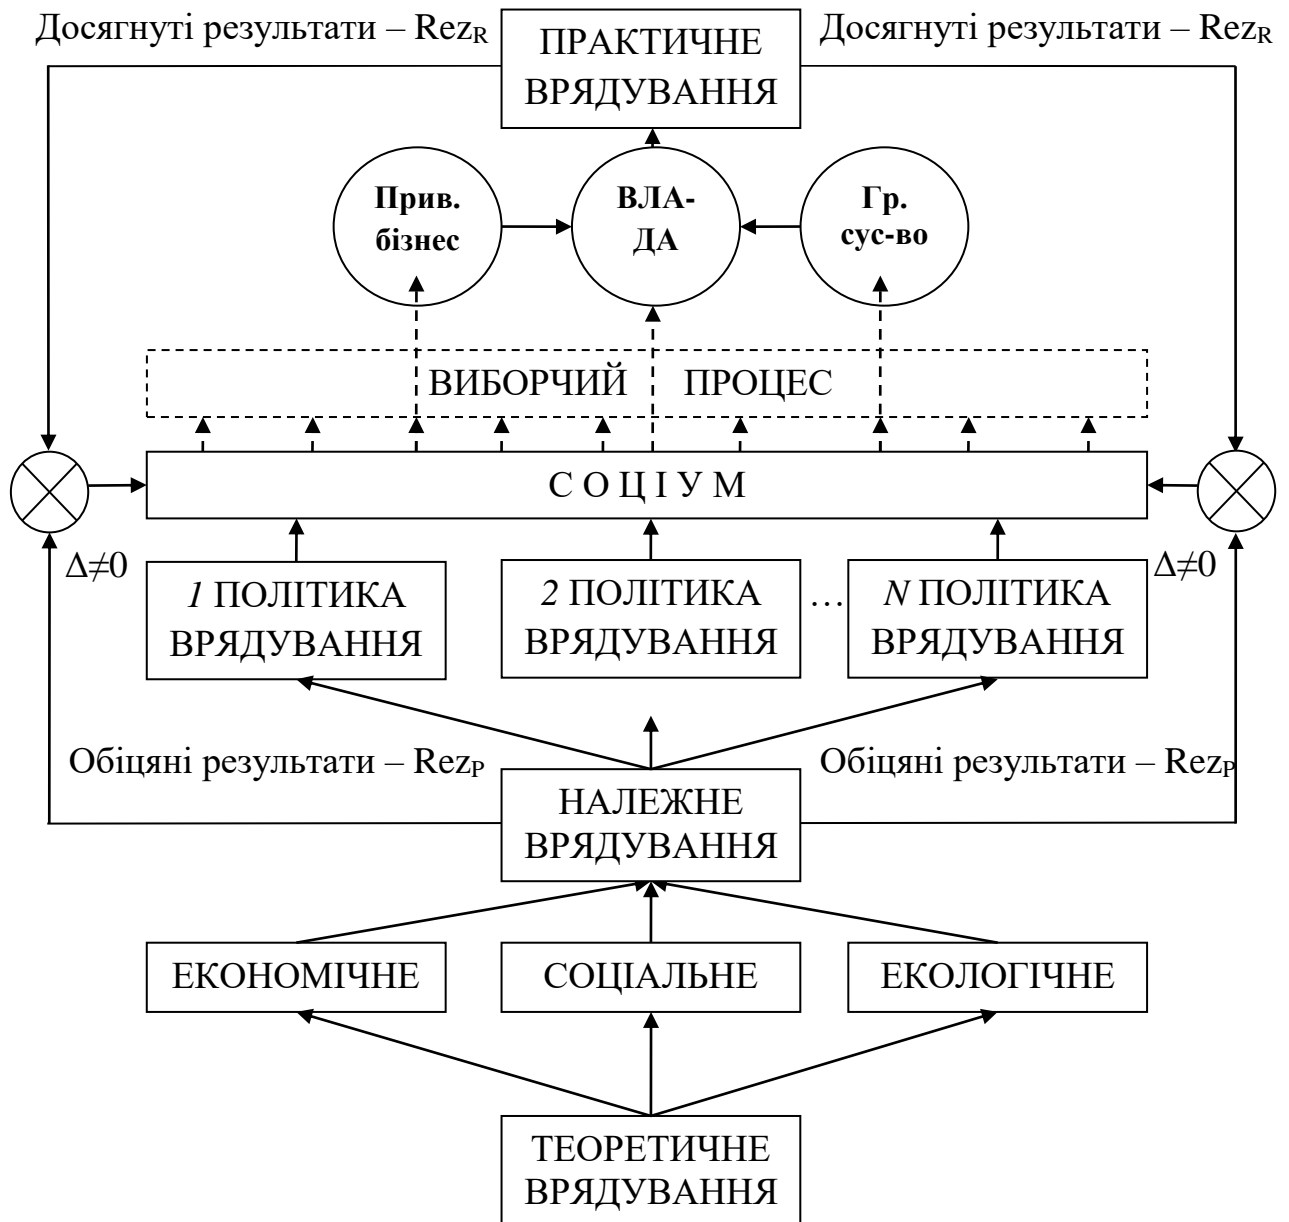 Досягнуті результати – RezR
ПРАКТИЧНЕ
ВРЯДУВАННЯ
Досягнуті результати – RezR
Прив.
бізнес
ВЛА-
ДА
Гр.
сус-во
ВИБОРЧИЙ ПРОЦЕС
С О Ц І У М
Δ≠0
Δ≠0
1 ПОЛІТИКА
ВРЯДУВАННЯ
2 ПОЛІТИКА
ВРЯДУВАННЯ
…
N ПОЛІТИКА
ВРЯДУВАННЯ
Обіцяні результати – RezP
Обіцяні результати – RezP
НАЛЕЖНЕ
ВРЯДУВАННЯ
ЕКОНОМІЧНЕ
СОЦІАЛЬНЕ
ЕКОЛОГІЧНЕ
ТЕОРЕТИЧНЕ
ВРЯДУВАННЯ